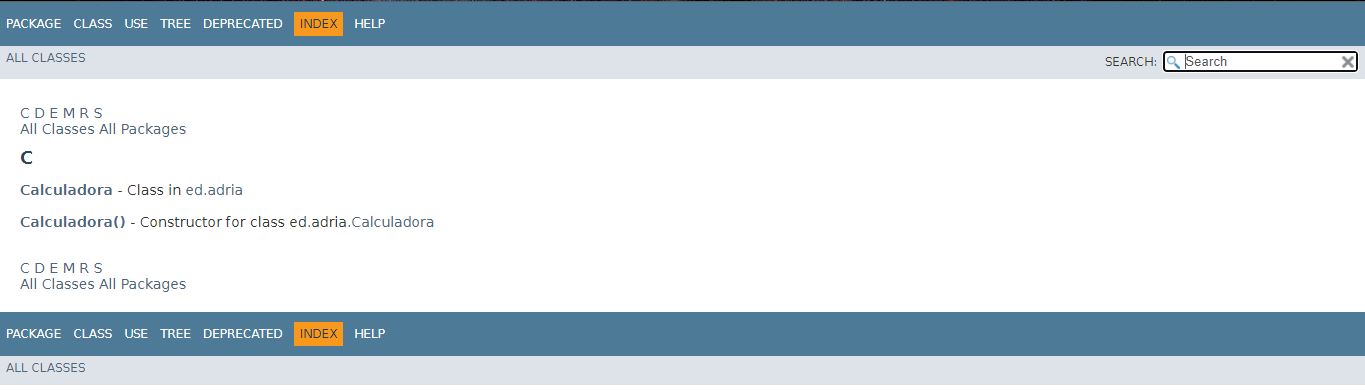 PACKAGE CLASS USE TREE DEPRECATED INDEX HELP
ALL CLASSES SEARCH: Search
C D E M R S
All Classes All Packages
C
Calculadora - Class in ed.adria
Calculadora() - Constructor for class ed.adria.Calculadora
C D E M R S
All Classes All Packages
PACKAGE CLASS USE TREE DEPRECATED INDEX HELP
ALL CLASSES